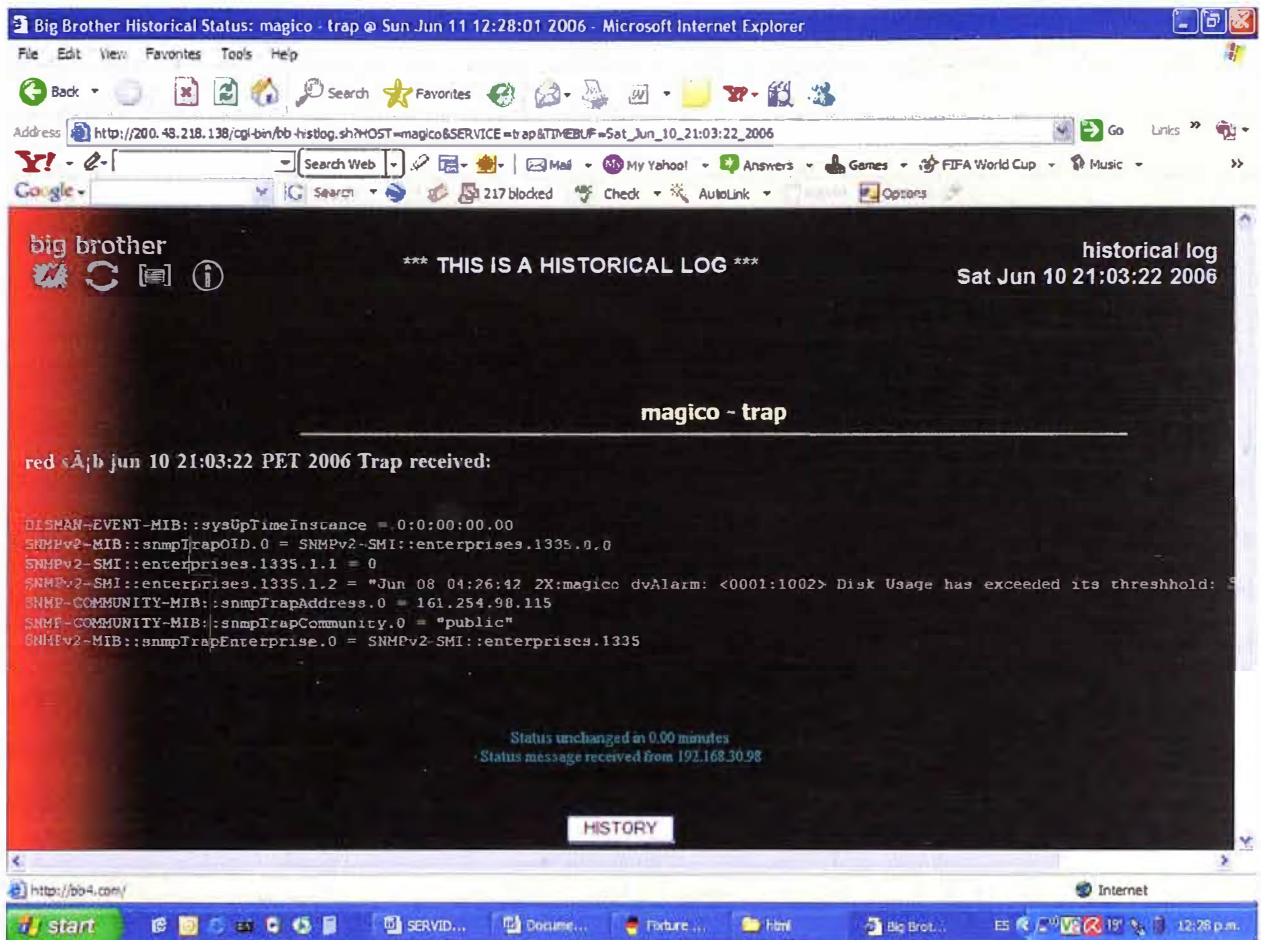 Big Brother Historical Status: magico - trap @ Sun Jun 11 12:28:01 2006 - Microsoft Internet Explorer
File Edit View Favorites Tools Help
Back Search Favorites
Address http://200.48.218.138/cgi-bin/bb-histlog.sh?HOST=magico&SERVICE=trap&TIMEBUF=Sat_Jun_10_21:03:22_2006 Go Links »
Y! Search Web Mail My Yahoo! Answers Games FIFA World Cup Music »
Google Search 217 blocked Check AutoLink Options
big brother
*** THIS IS A HISTORICAL LOG ***
historical log
Sat Jun 10 21:03:22 2006
magico - trap
red sÃ¡b jun 10 21:03:22 PET 2006 Trap received:
DISMAN-EVENT-MIB::sysUpTimeInstance = 0:0:00:00.00
SNMPv2-MIB::snmpTrapOID.0 = SNMPv2-SMI::enterprises.1335.0.0
SNMPv2-SMI::enterprises.1335.1.1 = 0
SNMPv2-SMI::enterprises.1335.1.2 = "Jun 08 04:26:42 2X:magico dvAlarm: <0001:1002> Disk Usage has exceeded its threshhold:
SNMP-COMMUNITY-MIB::snmpTrapAddress.0 = 161.254.98.115
SNMP-COMMUNITY-MIB::snmpTrapCommunity.0 = "public"
SNMPv2-MIB::snmpTrapEnterprise.0 = SNMPv2-SMI::enterprises.1335
Status unchanged in 0.00 minutes
Status message received from 192.168.30.98
HISTORY
http://bb4.com/ Internet
start SERVID... Docume... Fixture ... html Big Brot... ES 19° 12:28 p.m.